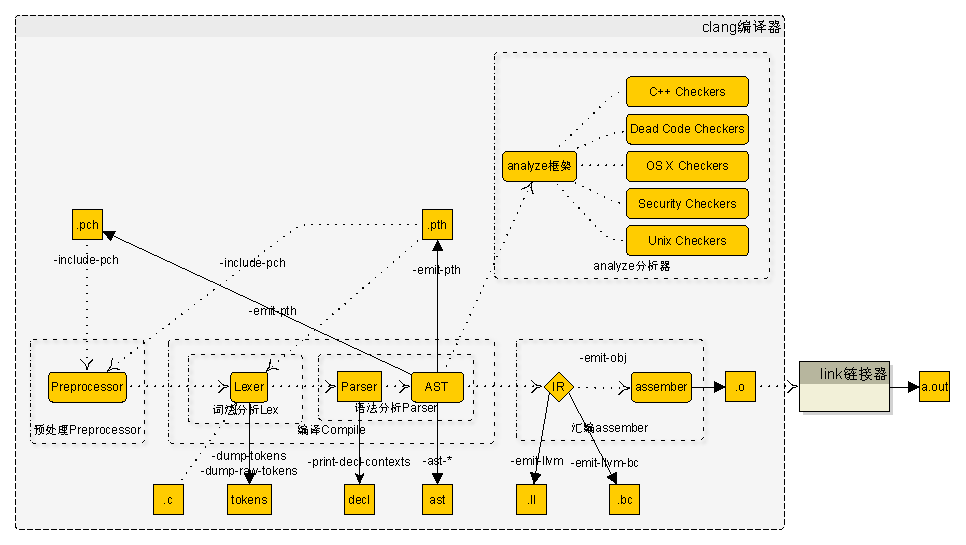 clang编译器
C++ Checkers
Dead Code Checkers
analyze框架
OS X Checkers
Security Checkers
Unix Checkers
analyze分析器
.pch
.pth
-include-pch
-include-pch
-emit-pth
-emit-pth
-emit-obj
Preprocessor
Lexer
Parser
AST
IR
assember
.o
link链接器
a.out
预处理Preprocessor
词法分析Lex
语法分析Parser
编译Compile
汇编assember
-dump-tokens
-dump-raw-tokens
-print-decl-contexts
-ast-*
-emit-llvm
-emit-llvm-bc
.c
tokens
decl
ast
.ll
.bc